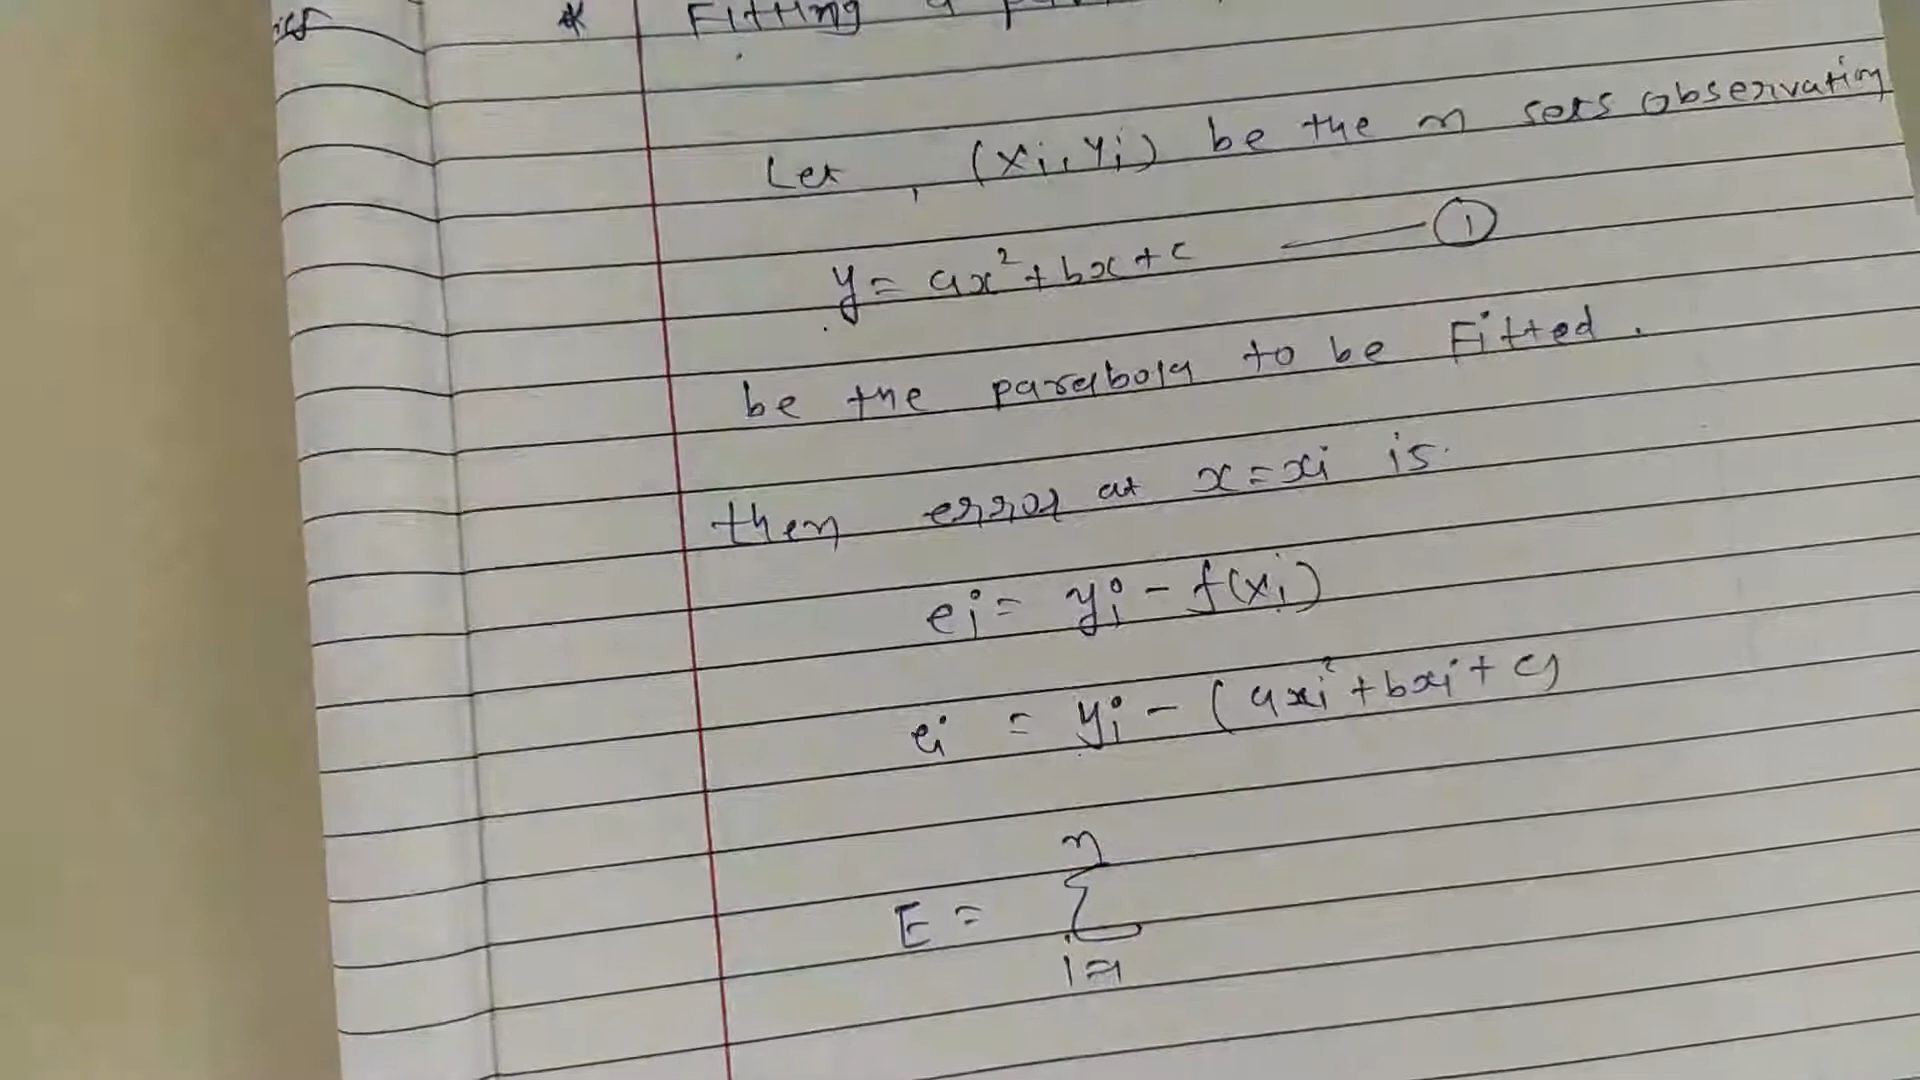 * Fitting a
Let, (xi, yi) be the n sets observation
y = ax² + bx + c —— ①
be the parabola to be Fitted.
then error at x = xi is.
ei = yi - f(xi)
ei = yi - (axi² + bxi + c)
n
E = Σ
i=1